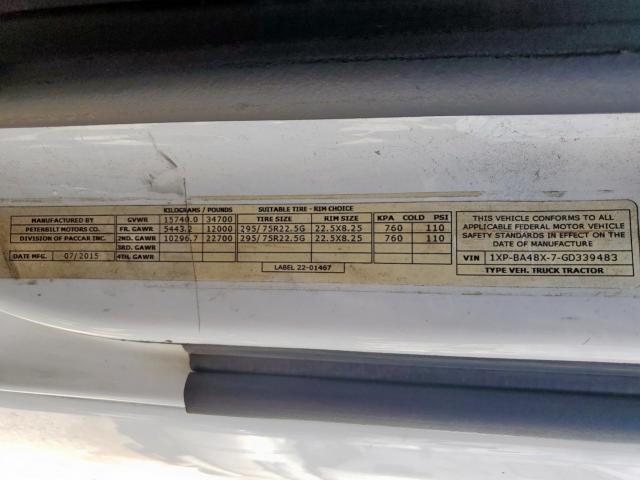 KILOGRAMS / POUNDS SUITABLE TIRE - RIM CHOICE
MANUFACTURED BY GVWR 15740.0 34700 TIRE SIZE RIM SIZE KPA COLD PSI
PETERBILT MOTORS CO. FR. GAWR 5443.2 12000 295/75R22.5G 22.5X8.25 760 110
DIVISION OF PACCAR INC. 2ND. GAWR 10296.7 22700 295/75R22.5G 22.5X8.25 760 110
3RD. GAWR
DATE MFG. 07/2015 4TH. GAWR
LABEL 22-01467
THIS VEHICLE CONFORMS TO ALL
APPLICABLE FEDERAL MOTOR VEHICLE
SAFETY STANDARDS IN EFFECT ON THE
DATE OF MANUFACTURE
VIN 1XP-BA48X-7-GD339483
TYPE VEH. TRUCK TRACTOR